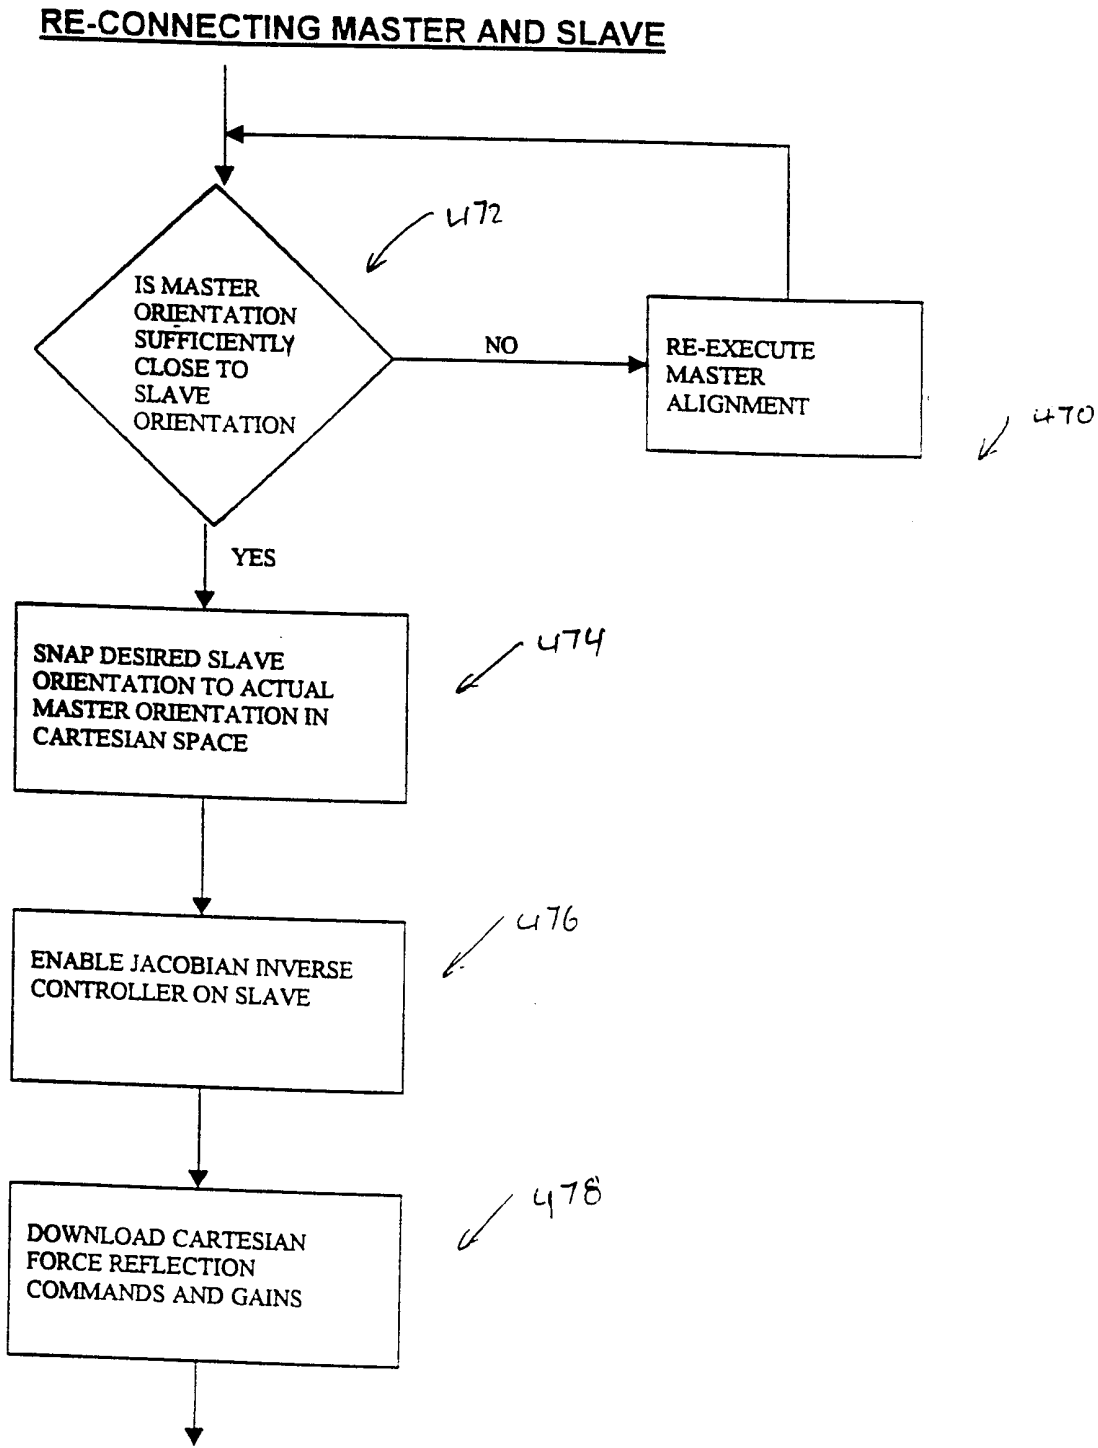 RE-CONNECTING MASTER AND SLAVE
472
IS MASTER
ORIENTATION
SUFFICIENTLY
CLOSE TO
SLAVE
ORIENTATION
NO
RE-EXECUTE
MASTER
ALIGNMENT
470
YES
SNAP DESIRED SLAVE
ORIENTATION TO ACTUAL
MASTER ORIENTATION IN
CARTESIAN SPACE
474
ENABLE JACOBIAN INVERSE
CONTROLLER ON SLAVE
476
DOWNLOAD CARTESIAN
FORCE REFLECTION
COMMANDS AND GAINS
478